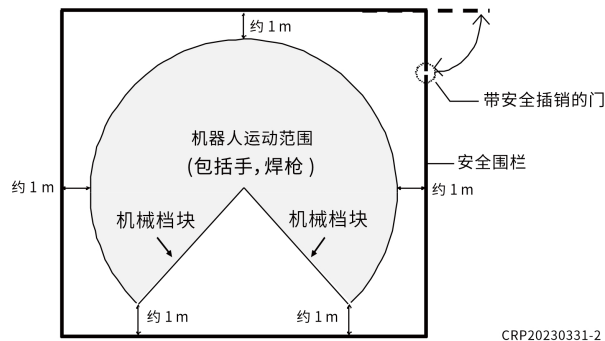 约 1 m
带安全插销的门
机器人运动范围
(包括手，焊枪 )
安全围栏
约 1 m
约 1 m
机械档块
机械档块
约 1 m
约 1 m
CRP20230331-2